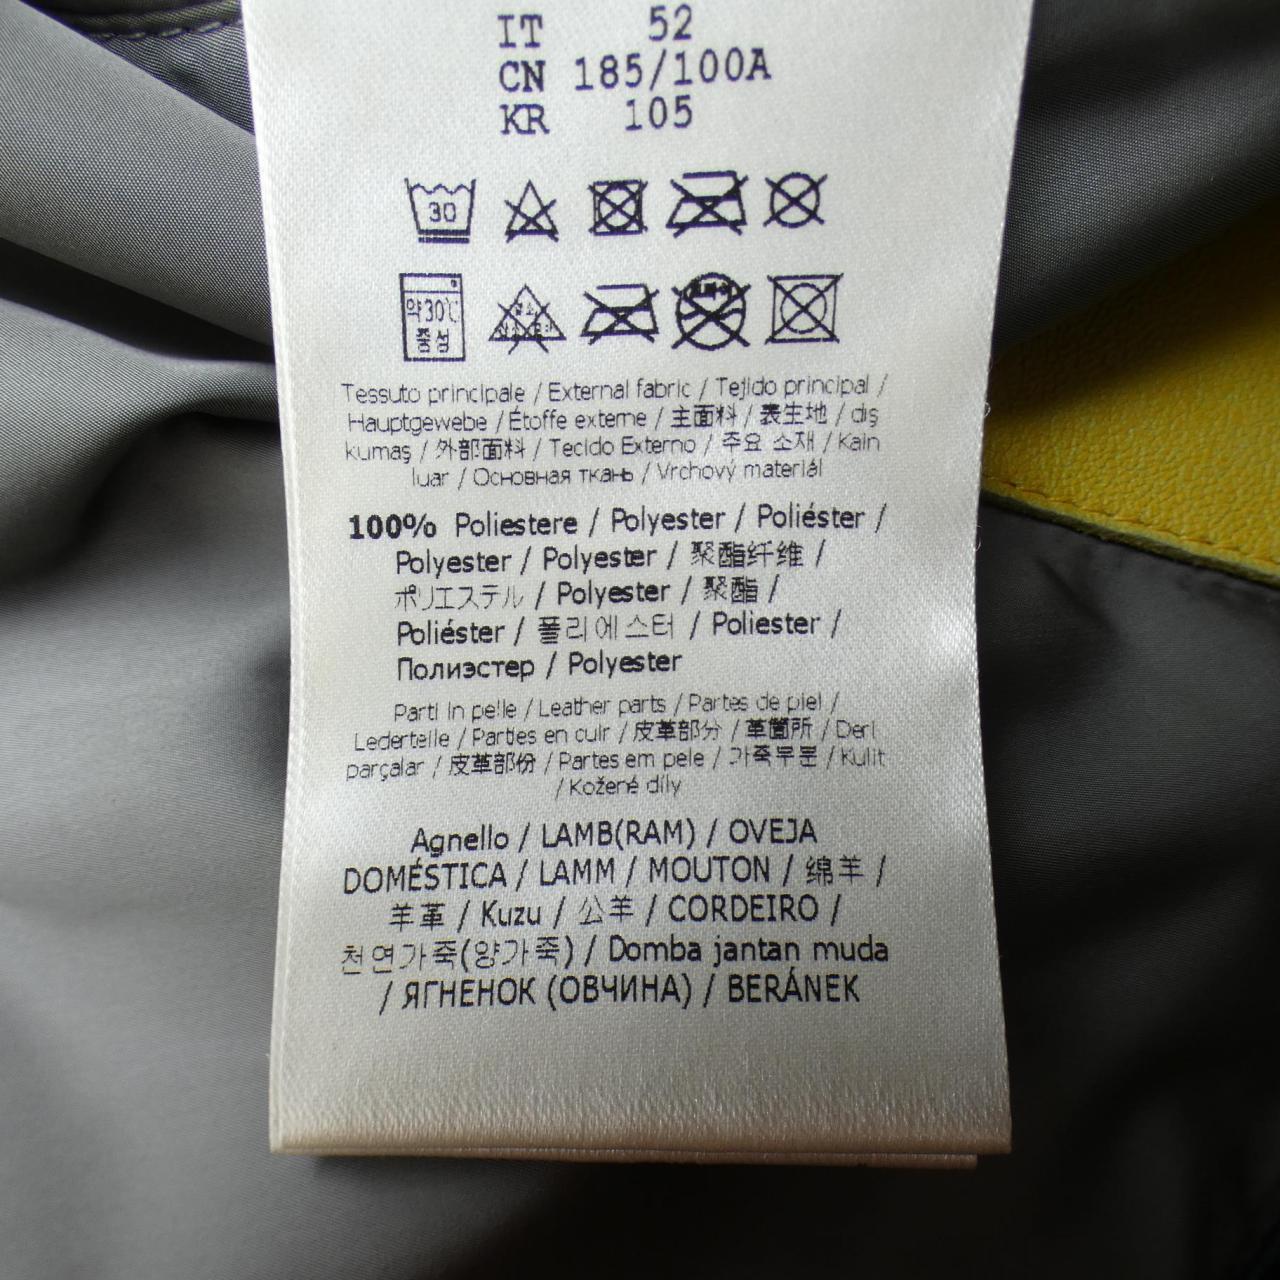 IT 52
CN 185/100A
KR 105
30
약30℃
중성
Tessuto principale / External fabric / Tejido principal /
Hauptgewebe / Étoffe externe / 主面料 / 表生地 / dış
kumaş / 外部面料 / Tecido Externo / 주요 소재 / Kain
luar / Основная ткань / Vrchový materiál
100% Poliestere / Polyester / Poliéster /
Polyester / Polyester / 聚酯纤维 /
ポリエステル / Polyester / 聚酯 /
Poliéster / 폴리에스터 / Poliester /
Полиэстер / Polyester
Parti in pelle / Leather parts / Partes de piel /
Lederteile / Parties en cuir / 皮革部分 / 革箇所 / Deri
parçalar / 皮革部份 / Partes em pele / 가죽부분 / Kulit
/ Kožené díly
Agnello / LAMB(RAM) / OVEJA
DOMÉSTICA / LAMM / MOUTON / 绵羊 /
羊革 / Kuzu / 公羊 / CORDEIRO /
천연가죽(양가죽) / Domba jantan muda
/ ЯГНЕНОК (ОВЧИНА) / BERÁNEK